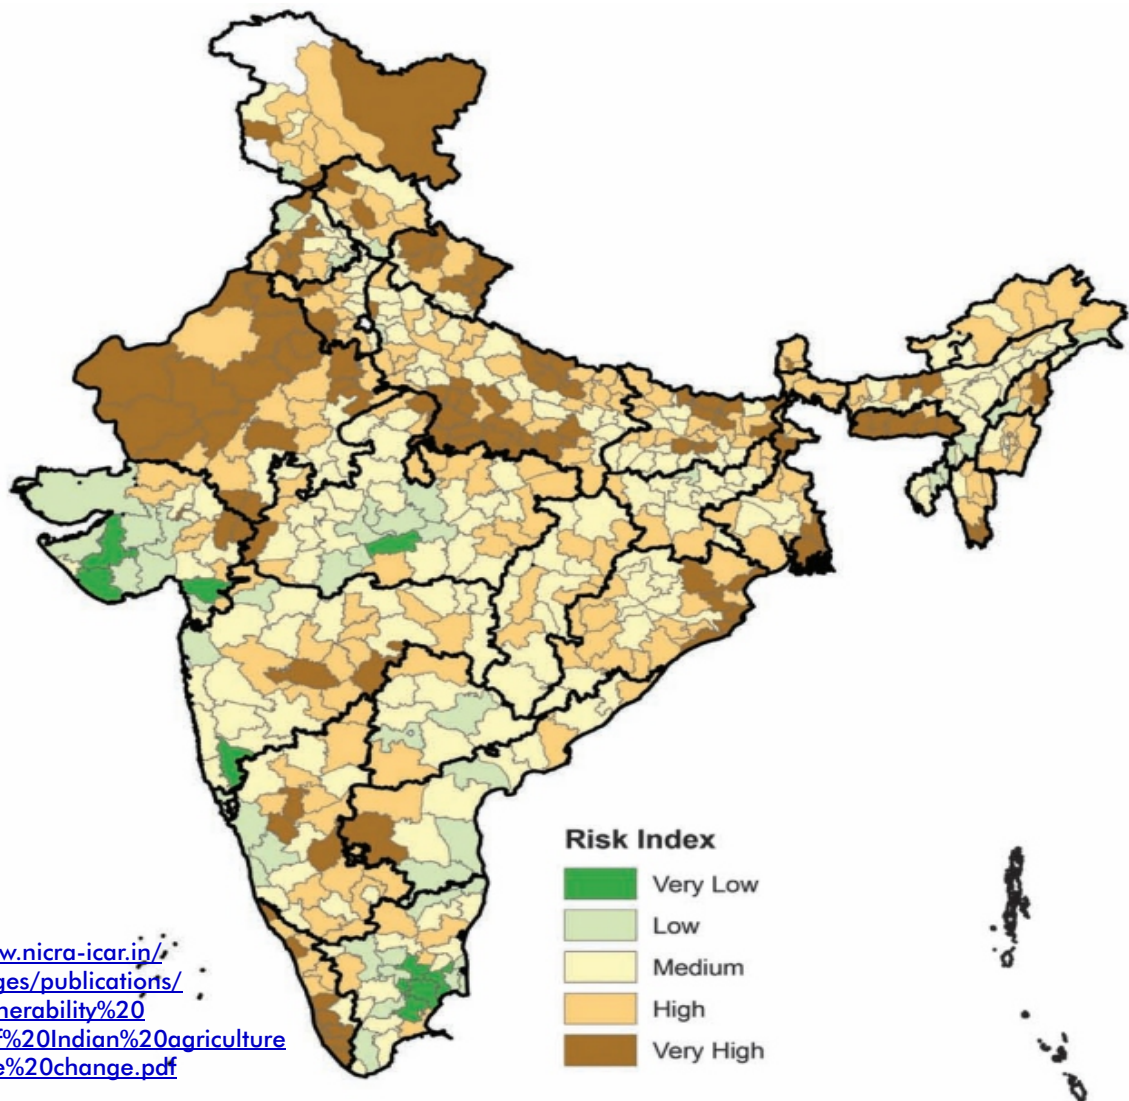 Risk Index
Very Low
Low
Medium
High
Very High
w.nicra-icar.in/
ges/publications/
nerability%20
f%20Indian%20agriculture
e%20change.pdf